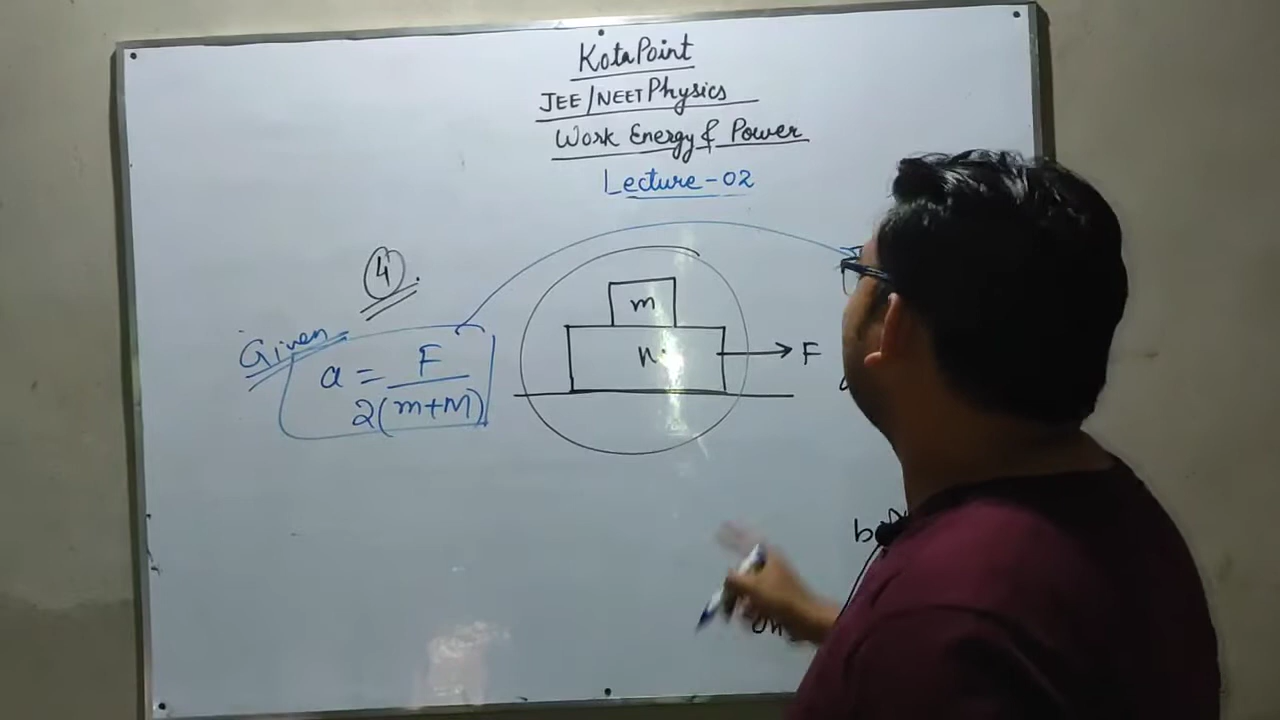 KotaPoint
JEE/NEET Physics
Work Energy & Power
Lecture-02
4
Given
a = F / 2(m+M)
m
F